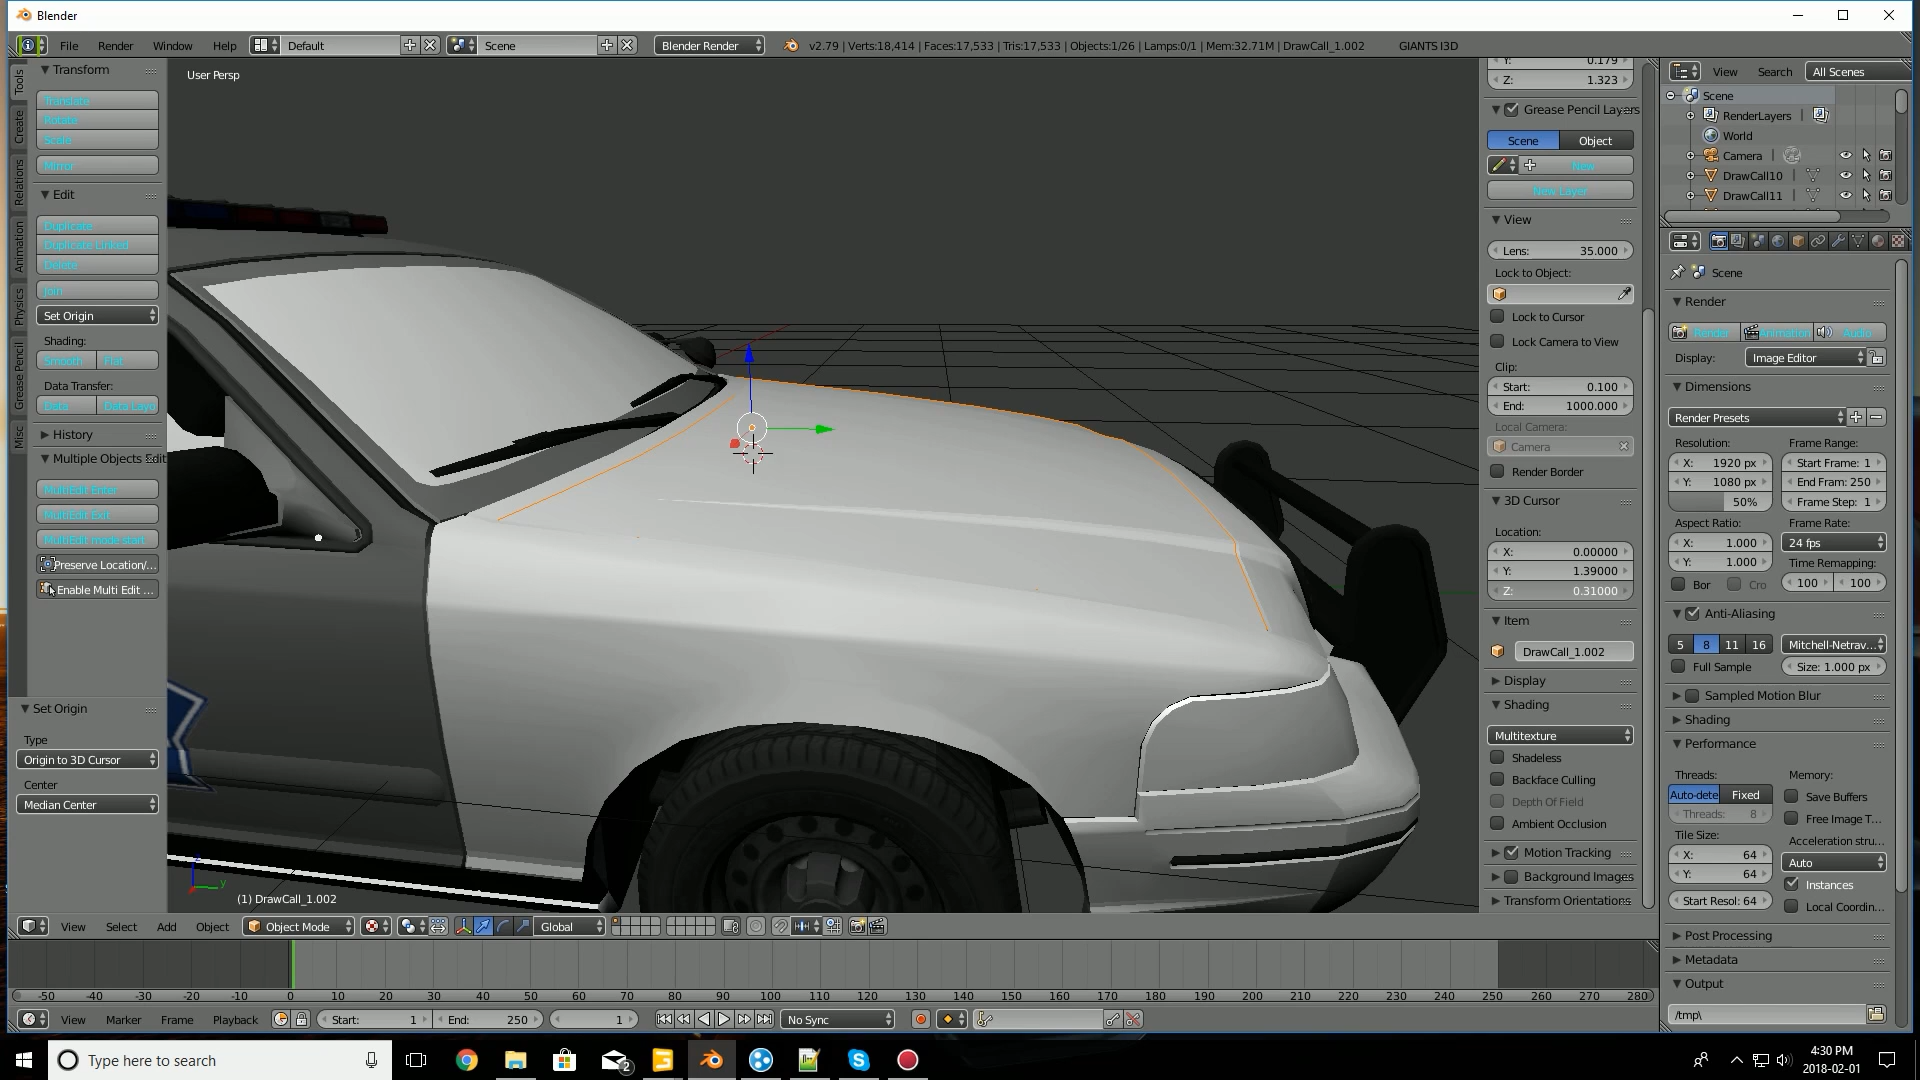 Blender
File Render Window Help Default Scene Blender Render v2.79 | Verts:18,414 | Faces:17,533 | Tris:17,533 | Objects:1/26 | Lamps:0/1 | Mem:32.71M | DrawCall_1.002 GIANTS I3D
Tools
Create
Relations
Animation
Physics
Grease Pencil
Misc
Transform
Translate
Rotate
Scale
Mirror
Edit
Duplicate
Duplicate Linked
Delete
Join
Set Origin
Shading:
Smooth Flat
Data Transfer:
Data Data Layo
History
Multiple Objects Edit
MultiEdit Enter
MultiEdit Exit
MultiEdit mode start
Preserve Location/...
Enable Multi Edit ...
Set Origin
Type
Origin to 3D Cursor
Center
Median Center
User Persp
(1) DrawCall_1.002
Y: 0.179
Z: 1.323
Grease Pencil Layers
Scene Object
New
New Layer
View
Lens: 35.000
Lock to Object:
Lock to Cursor
Lock Camera to View
Clip:
Start: 0.100
End: 1000.000
Local Camera:
Camera
Render Border
3D Cursor
Location:
X: 0.00000
Y: 1.39000
Z: 0.31000
Item
DrawCall_1.002
Display
Shading
Multitexture
Shadeless
Backface Culling
Depth Of Field
Ambient Occlusion
Motion Tracking
Background Images
Transform Orientations
View Search All Scenes
Scene
RenderLayers
World
Camera
DrawCall10
DrawCall11
Scene
Render
Render Animation Audio
Display: Image Editor
Dimensions
Render Presets
Resolution: Frame Range:
X: 1920 px Start Frame: 1
Y: 1080 px End Fram: 250
50% Frame Step: 1
Aspect Ratio: Frame Rate:
X: 1.000 24 fps
Y: 1.000 Time Remapping:
Bor Cro 100 100
Anti-Aliasing
5 8 11 16 Mitchell-Netrav...
Full Sample Size: 1.000 px
Sampled Motion Blur
Shading
Performance
Threads: Memory:
Auto-dete Fixed Save Buffers
Threads: 8 Free Image T...
Tile Size: Acceleration stru...
X: 64 Auto
Y: 64 Instances
Start Resol: 64 Local Coordin...
Post Processing
Metadata
Output
/tmp\
View Select Add Object Object Mode Global
-50 -40 -30 -20 -10 0 10 20 30 40 50 60 70 80 90 100 110 120 130 140 150 160 170 180 190 200 210 220 230 240 250 260 270 280
View Marker Frame Playback Start: 1 End: 250 1 No Sync
Type here to search
2
4:30 PM
2018-02-01